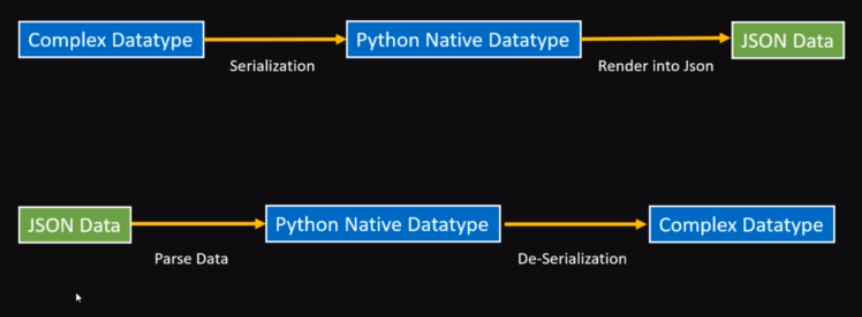 Complex Datatype
Serialization
Python Native Datatype
Render into Json
JSON Data
JSON Data
Parse Data
Python Native Datatype
De-Serialization
Complex Datatype